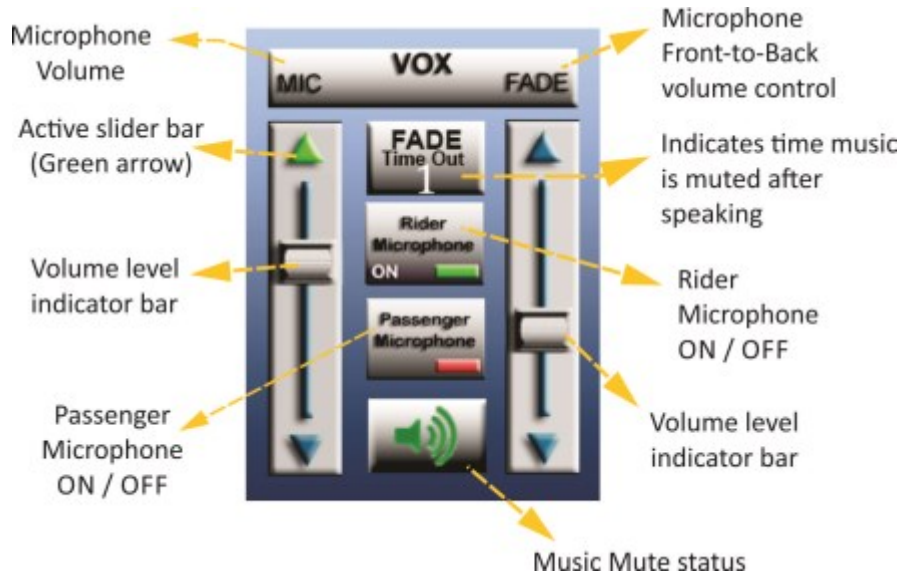 Microphone
Volume
Active slider bar
(Green arrow)
Volume level
indicator bar
Passenger
Microphone
ON / OFF
VOX
MIC
FADE
FADE
Time Out
1
Rider
Microphone
ON
Passenger
Microphone
Microphone
Front-to-Back
volume control
Indicates time music
is muted after
speaking
Rider
Microphone
ON / OFF
Volume level
indicator bar
Music Mute status